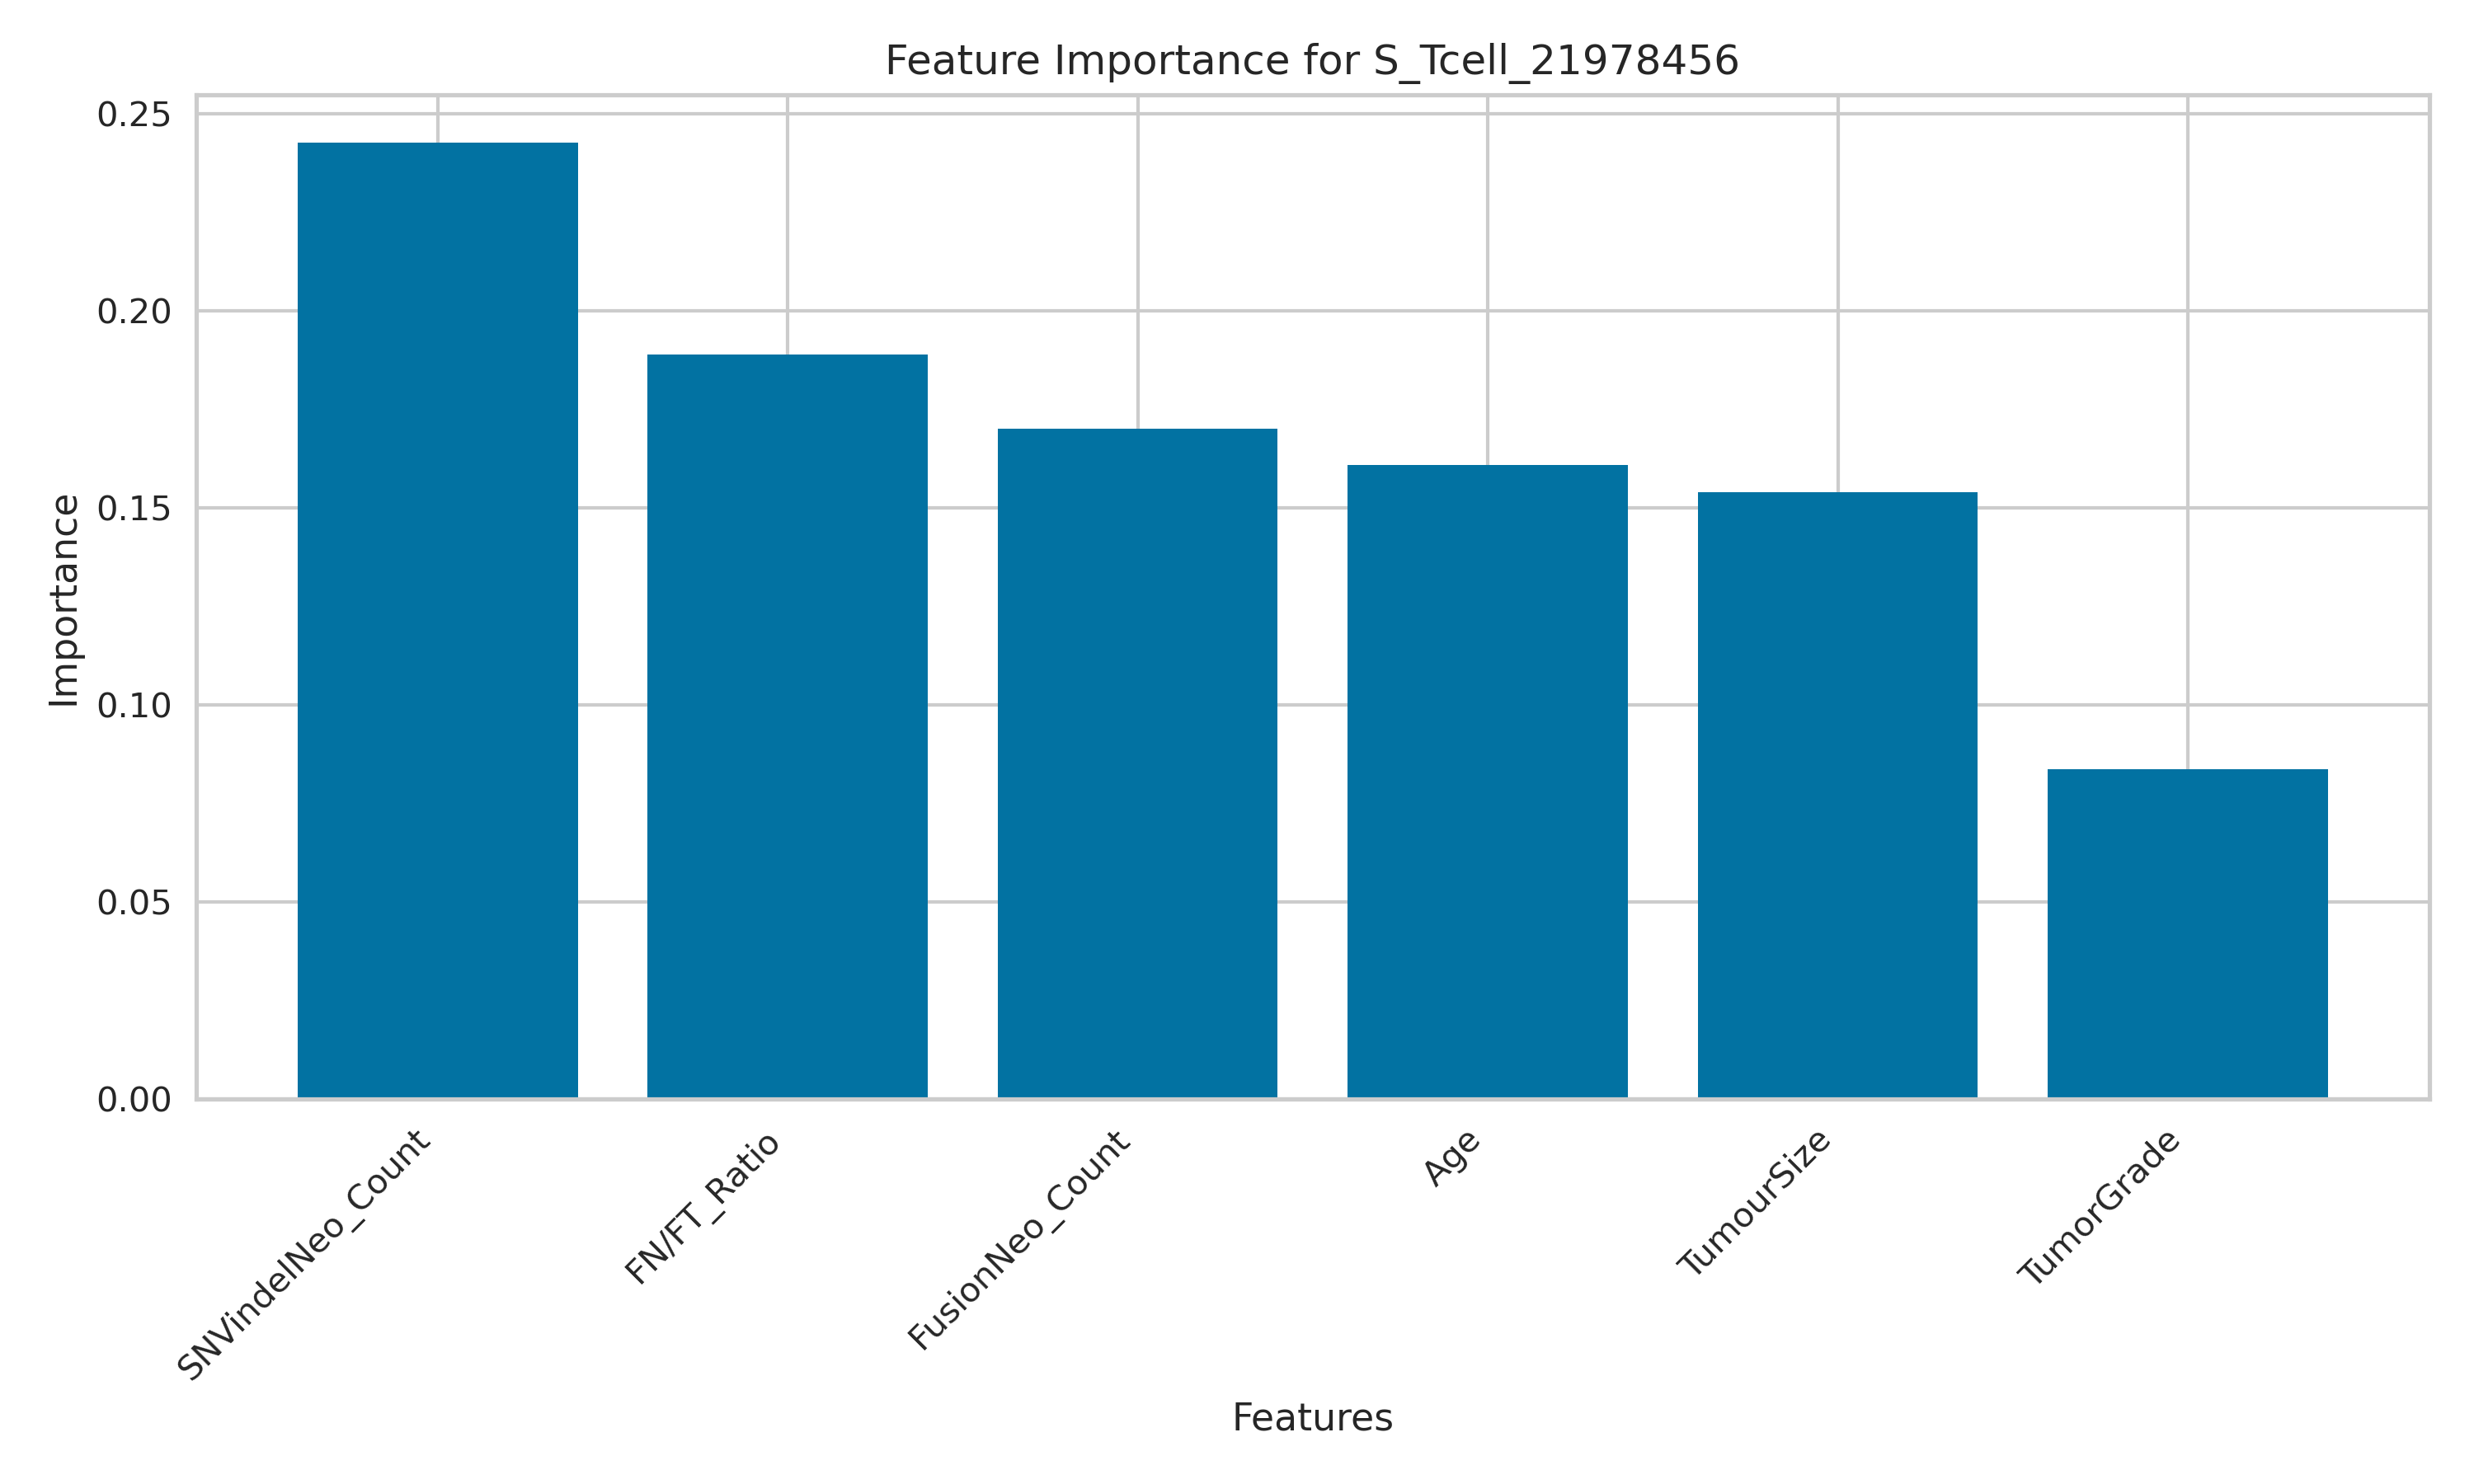 Feature Importance for S_Tcell_21978456
Importance
0.25
0.20
0.15
0.10
0.05
0.00
SNVindelNeo_Count
FN/FT_Ratio
FusionNeo_Count
Age
TumourSize
TumorGrade
Features